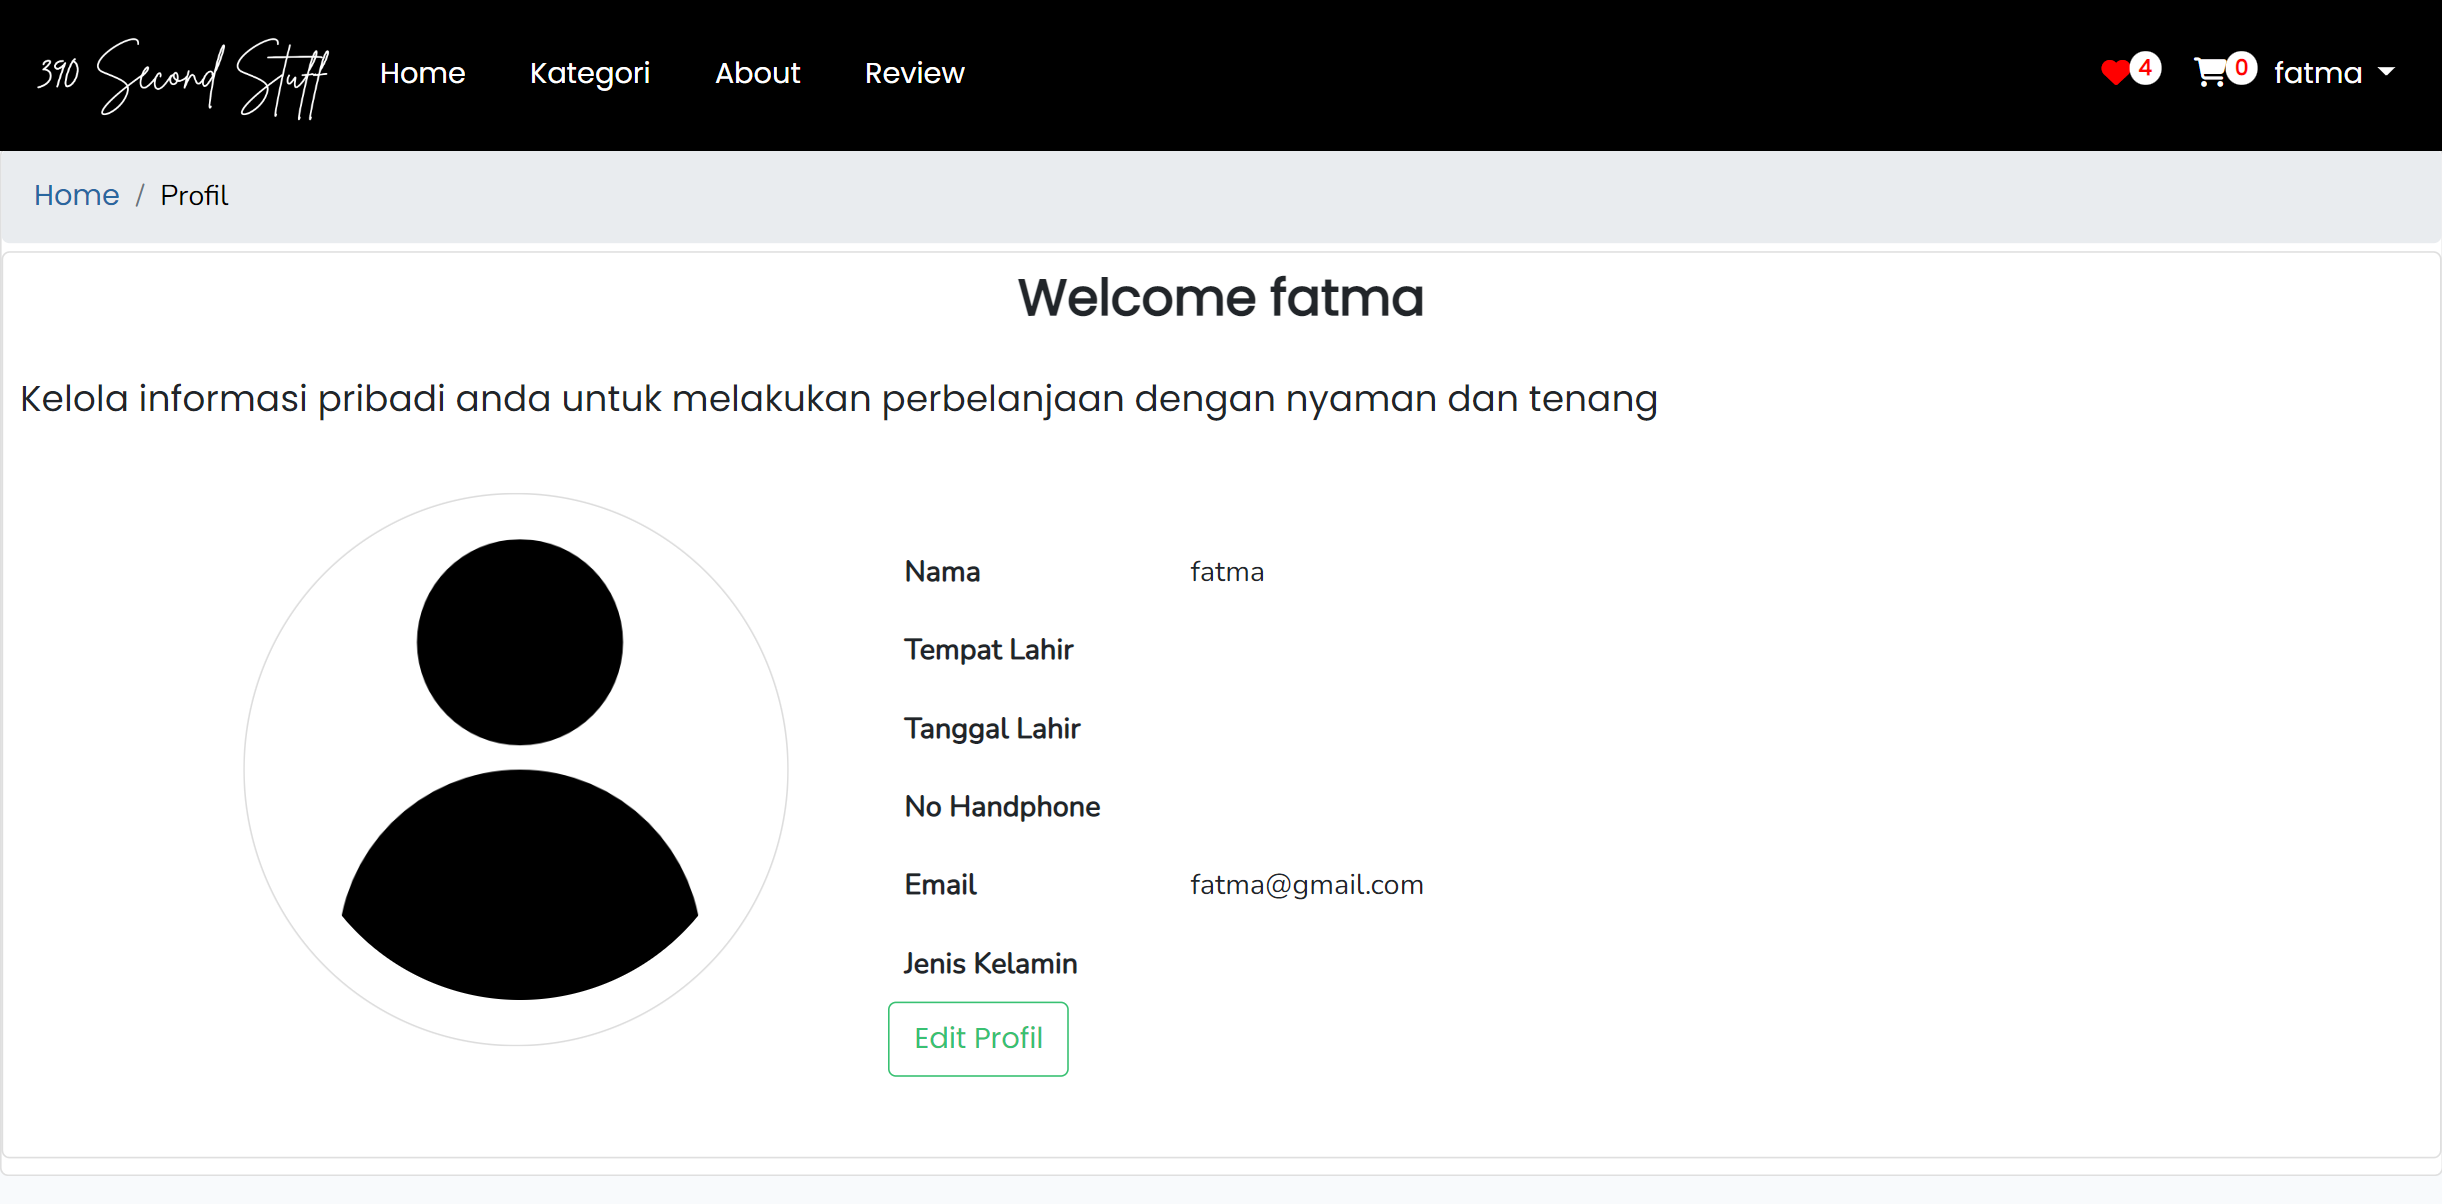 390 Second Stuff Home Kategori About Review 4 0 fatma
Home / Profil
Welcome fatma
Kelola informasi pribadi anda untuk melakukan perbelanjaan dengan nyaman dan tenang
Nama fatma
Tempat Lahir
Tanggal Lahir
No Handphone
Email fatma@gmail.com
Jenis Kelamin
Edit Profil